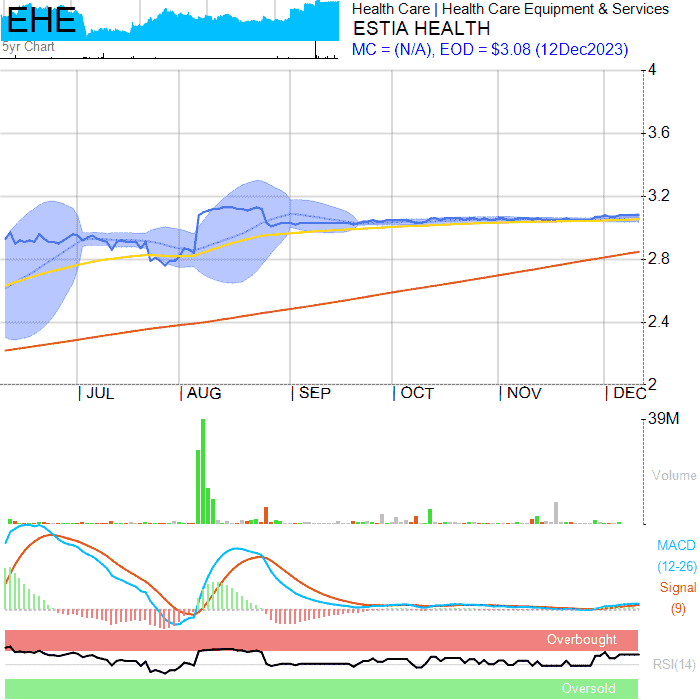 EHE
5yr Chart
Health Care | Health Care Equipment & Services
ESTIA HEALTH
MC = (N/A), EOD = $3.08 (12Dec2023)
4
3.6
3.2
2.8
2.4
2
| JUL | AUG | SEP | OCT | NOV | DEC
39M
Volume
MACD
(12-26)
Signal
(9)
Overbought
RSI(14)
Oversold